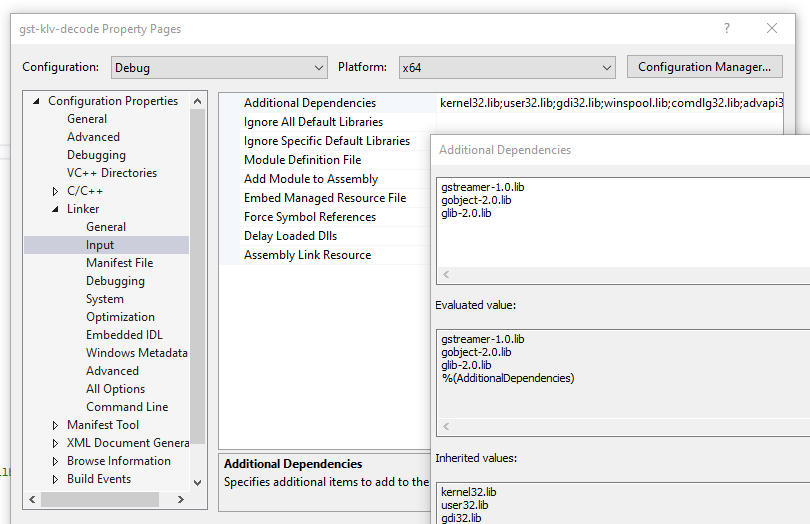 gst-klv-decode Property Pages
Configuration: Debug Platform: x64 Configuration Manager...
Configuration Properties
General
Advanced
Debugging
VC++ Directories
C/C++
Linker
General
Input
Manifest File
Debugging
System
Optimization
Embedded IDL
Windows Metadata
Advanced
All Options
Command Line
Manifest Tool
XML Document Genera
Browse Information
Build Events
Additional Dependencies kernel32.lib;user32.lib;gdi32.lib;winspool.lib;comdlg32.lib;advapi3
Ignore All Default Libraries
Ignore Specific Default Libraries
Module Definition File
Add Module to Assembly
Embed Managed Resource File
Force Symbol References
Delay Loaded Dlls
Assembly Link Resource
Additional Dependencies
Specifies additional items to add to the
Additional Dependencies
gstreamer-1.0.lib
gobject-2.0.lib
glib-2.0.lib
Evaluated value:
gstreamer-1.0.lib
gobject-2.0.lib
glib-2.0.lib
%(AdditionalDependencies)
Inherited values:
kernel32.lib
user32.lib
gdi32.lib